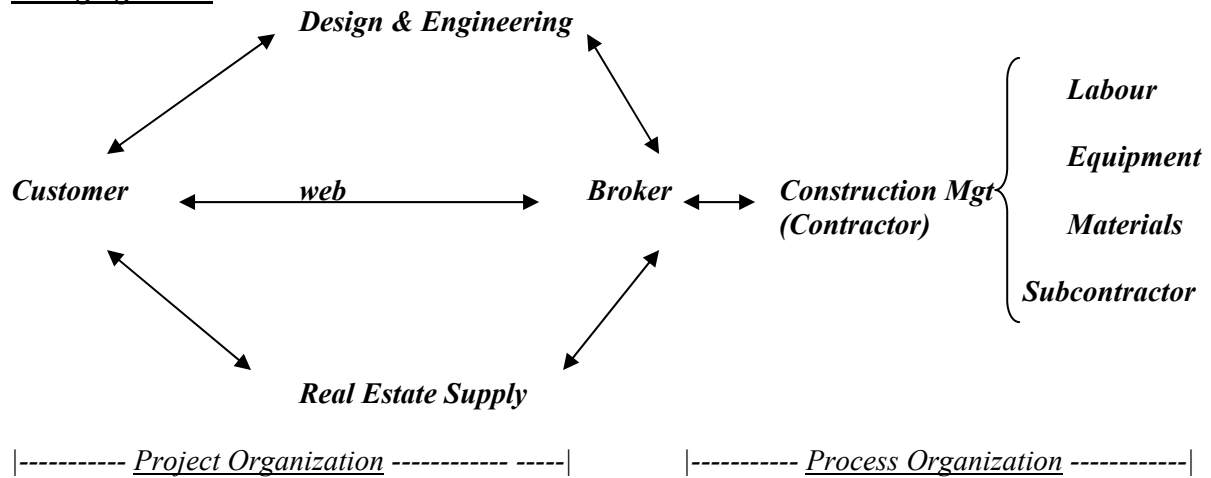 Design & Engineering
Labour
Equipment
Customer web Broker Construction Mgt
(Contractor)
Materials
Subcontractor
Real Estate Supply
|----------- Project Organization ------------ -----| |----------- Process Organization ------------|